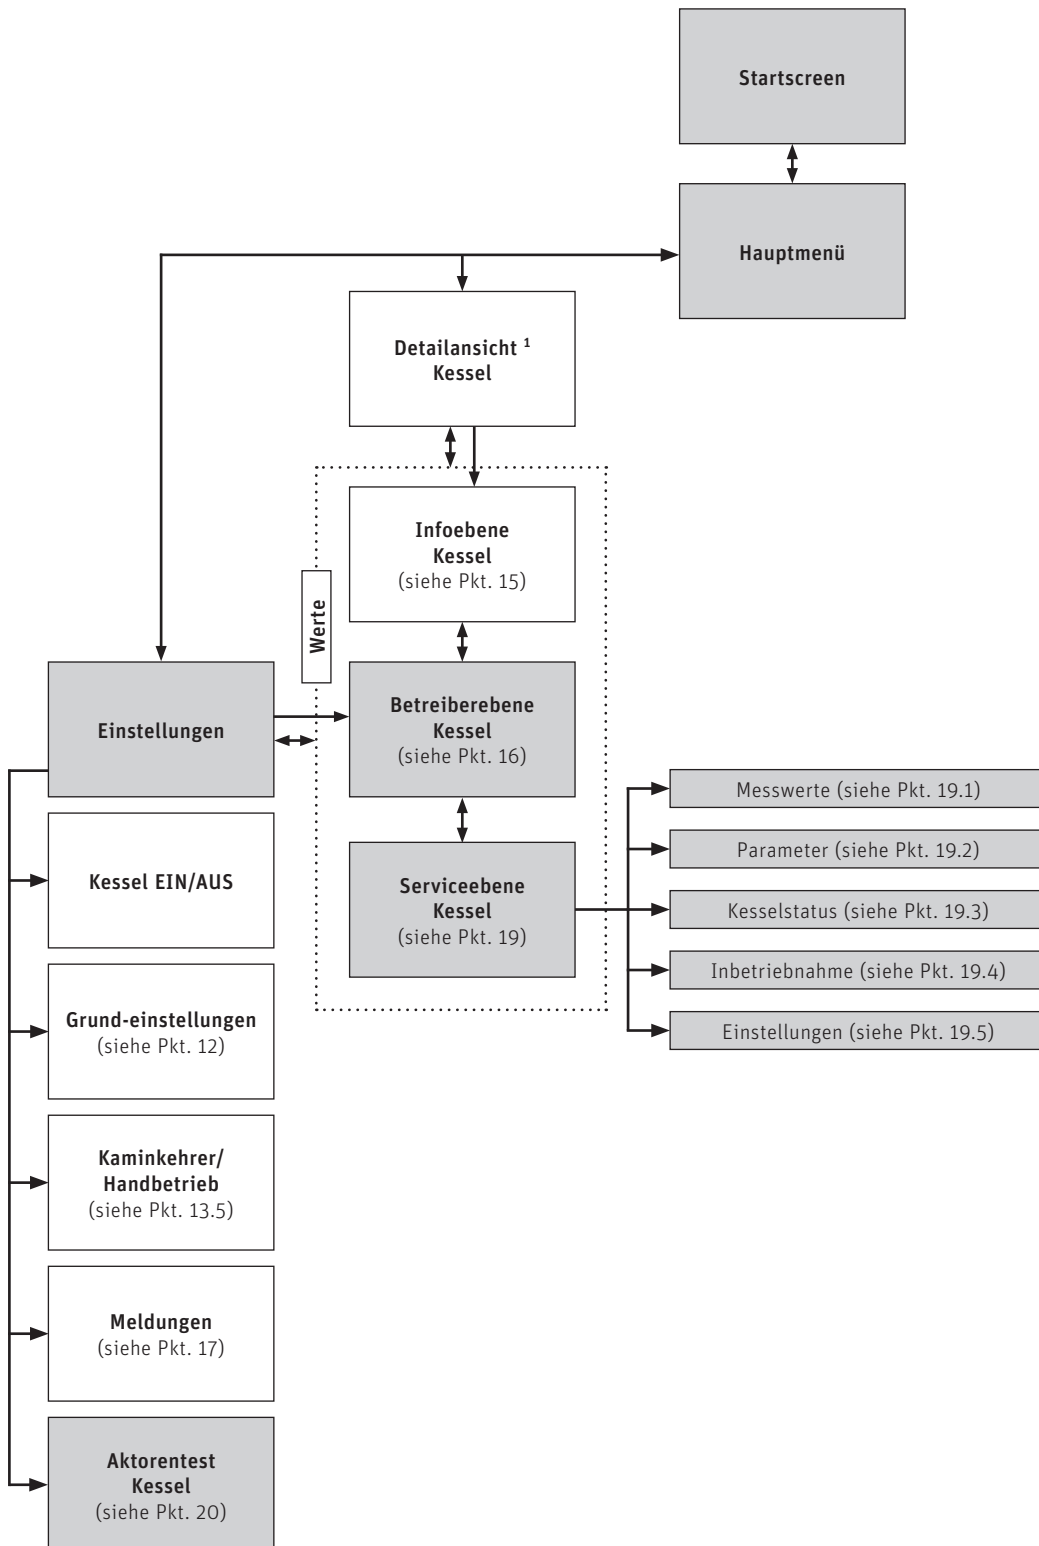 Startscreen
Hauptmenü
Detailansicht ¹
Kessel
Infoebene
Kessel
(siehe Pkt. 15)
Werte
Einstellungen
Betreiberebene
Kessel
(siehe Pkt. 16)
Serviceebene
Kessel
(siehe Pkt. 19)
Messwerte (siehe Pkt. 19.1)
Parameter (siehe Pkt. 19.2)
Kesselstatus (siehe Pkt. 19.3)
Inbetriebnahme (siehe Pkt. 19.4)
Einstellungen (siehe Pkt. 19.5)
Kessel EIN/AUS
Grund-einstellungen
(siehe Pkt. 12)
Kaminkehrer/
Handbetrieb
(siehe Pkt. 13.5)
Meldungen
(siehe Pkt. 17)
Aktorentest
Kessel
(siehe Pkt. 20)